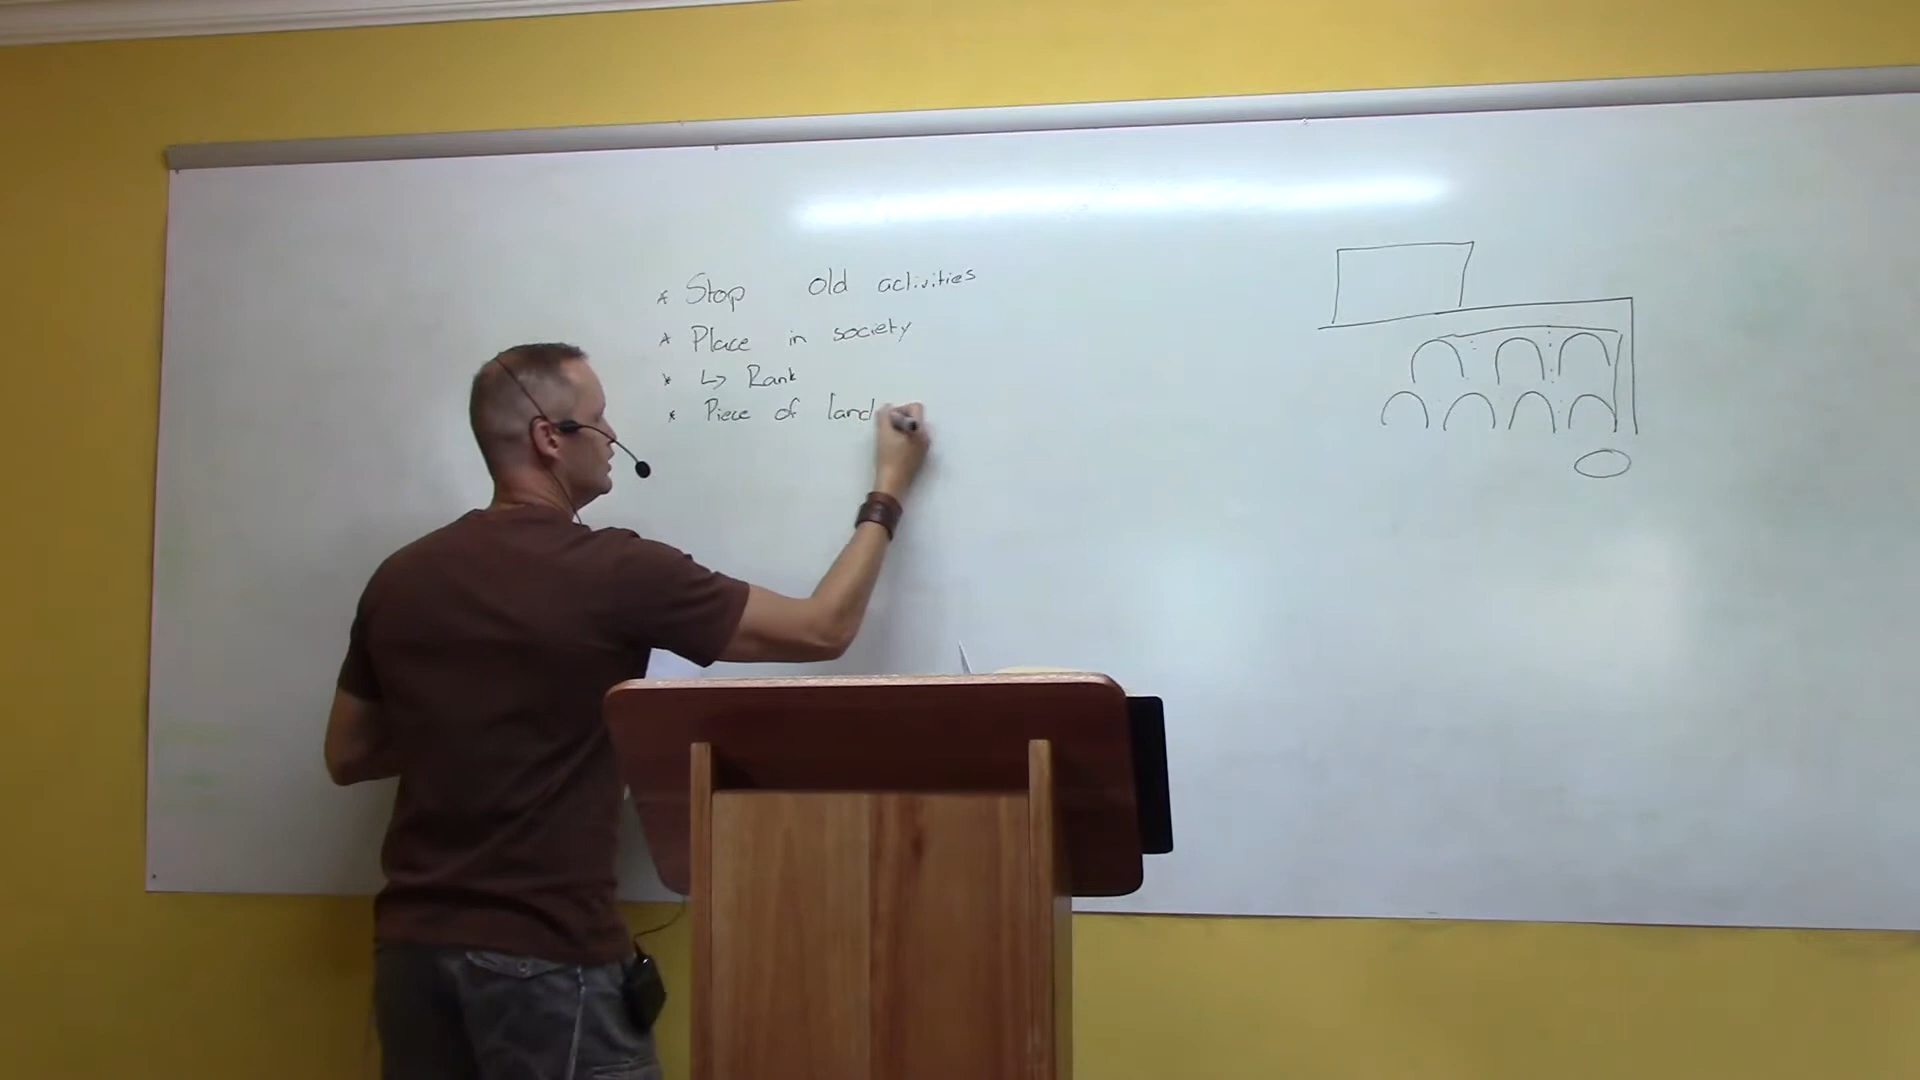 * Stop old activities
* Place in society
* ↳ Rank
* Piece of land